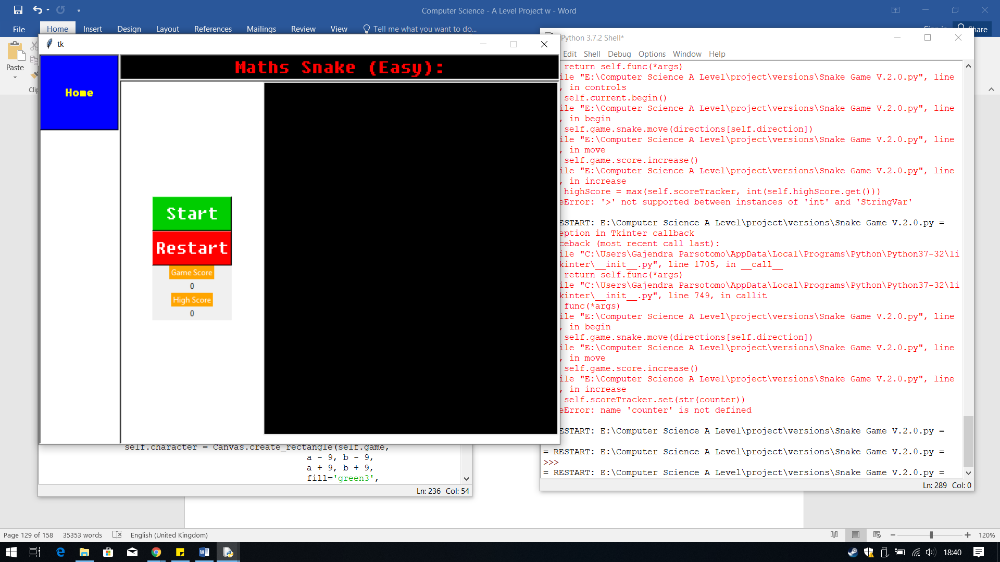 Computer Science - A Level Project w - Word
File Home Insert Design Layout References Mailings Review View Tell me what you want to do...
Share
Paste
tk
Home
Maths Snake (Easy):
Start
Restart
Game Score
0
High Score
0
self.character = Canvas.create_rectangle(self.game,
a - 9, b - 9,
a + 9, b + 9,
fill='green3',
Ln: 236 Col: 54
Python 3.7.2 Shell*
Edit Shell Debug Options Window Help
return self.func(*args)
ile "E:\Computer Science A Level\project\versions\Snake Game V.2.0.py", line
, in controls
self.current.begin()
ile "E:\Computer Science A Level\project\versions\Snake Game V.2.0.py", line
, in begin
self.game.snake.move(directions[self.direction])
ile "E:\Computer Science A Level\project\versions\Snake Game V.2.0.py", line
, in move
self.game.score.increase()
ile "E:\Computer Science A Level\project\versions\Snake Game V.2.0.py", line
, in increase
highScore = max(self.scoreTracker, int(self.highScore.get()))
eError: '>' not supported between instances of 'int' and 'StringVar'
ESTART: E:\Computer Science A Level\project\versions\Snake Game V.2.0.py =
eption in Tkinter callback
ceback (most recent call last):
ile "C:\Users\Gajendra Parsotomo\AppData\Local\Programs\Python\Python37-32\li
kinter\__init__.py", line 1705, in __call__
return self.func(*args)
ile "C:\Users\Gajendra Parsotomo\AppData\Local\Programs\Python\Python37-32\li
kinter\__init__.py", line 749, in callit
func(*args)
ile "E:\Computer Science A Level\project\versions\Snake Game V.2.0.py", line
, in begin
self.game.snake.move(directions[self.direction])
ile "E:\Computer Science A Level\project\versions\Snake Game V.2.0.py", line
, in move
self.game.score.increase()
ile "E:\Computer Science A Level\project\versions\Snake Game V.2.0.py", line
, in increase
self.scoreTracker.set(str(counter))
eError: name 'counter' is not defined
ESTART: E:\Computer Science A Level\project\versions\Snake Game V.2.0.py =
= RESTART: E:\Computer Science A Level\project\versions\Snake Game V.2.0.py =
>>>
= RESTART: E:\Computer Science A Level\project\versions\Snake Game V.2.0.py =
Ln: 289 Col: 0
Page 129 of 158 35353 words English (United Kingdom) 120%
18:40